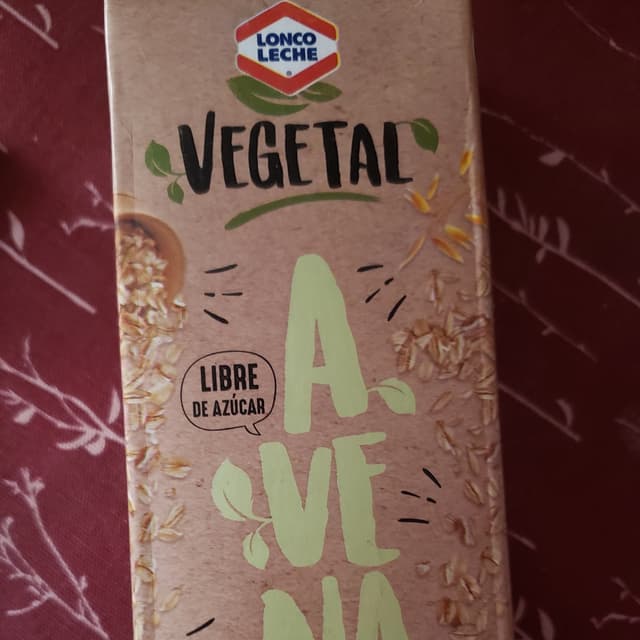 LONCO
LECHE
VEGETAL
LIBRE
DE AZÚCAR
A
VE
NA